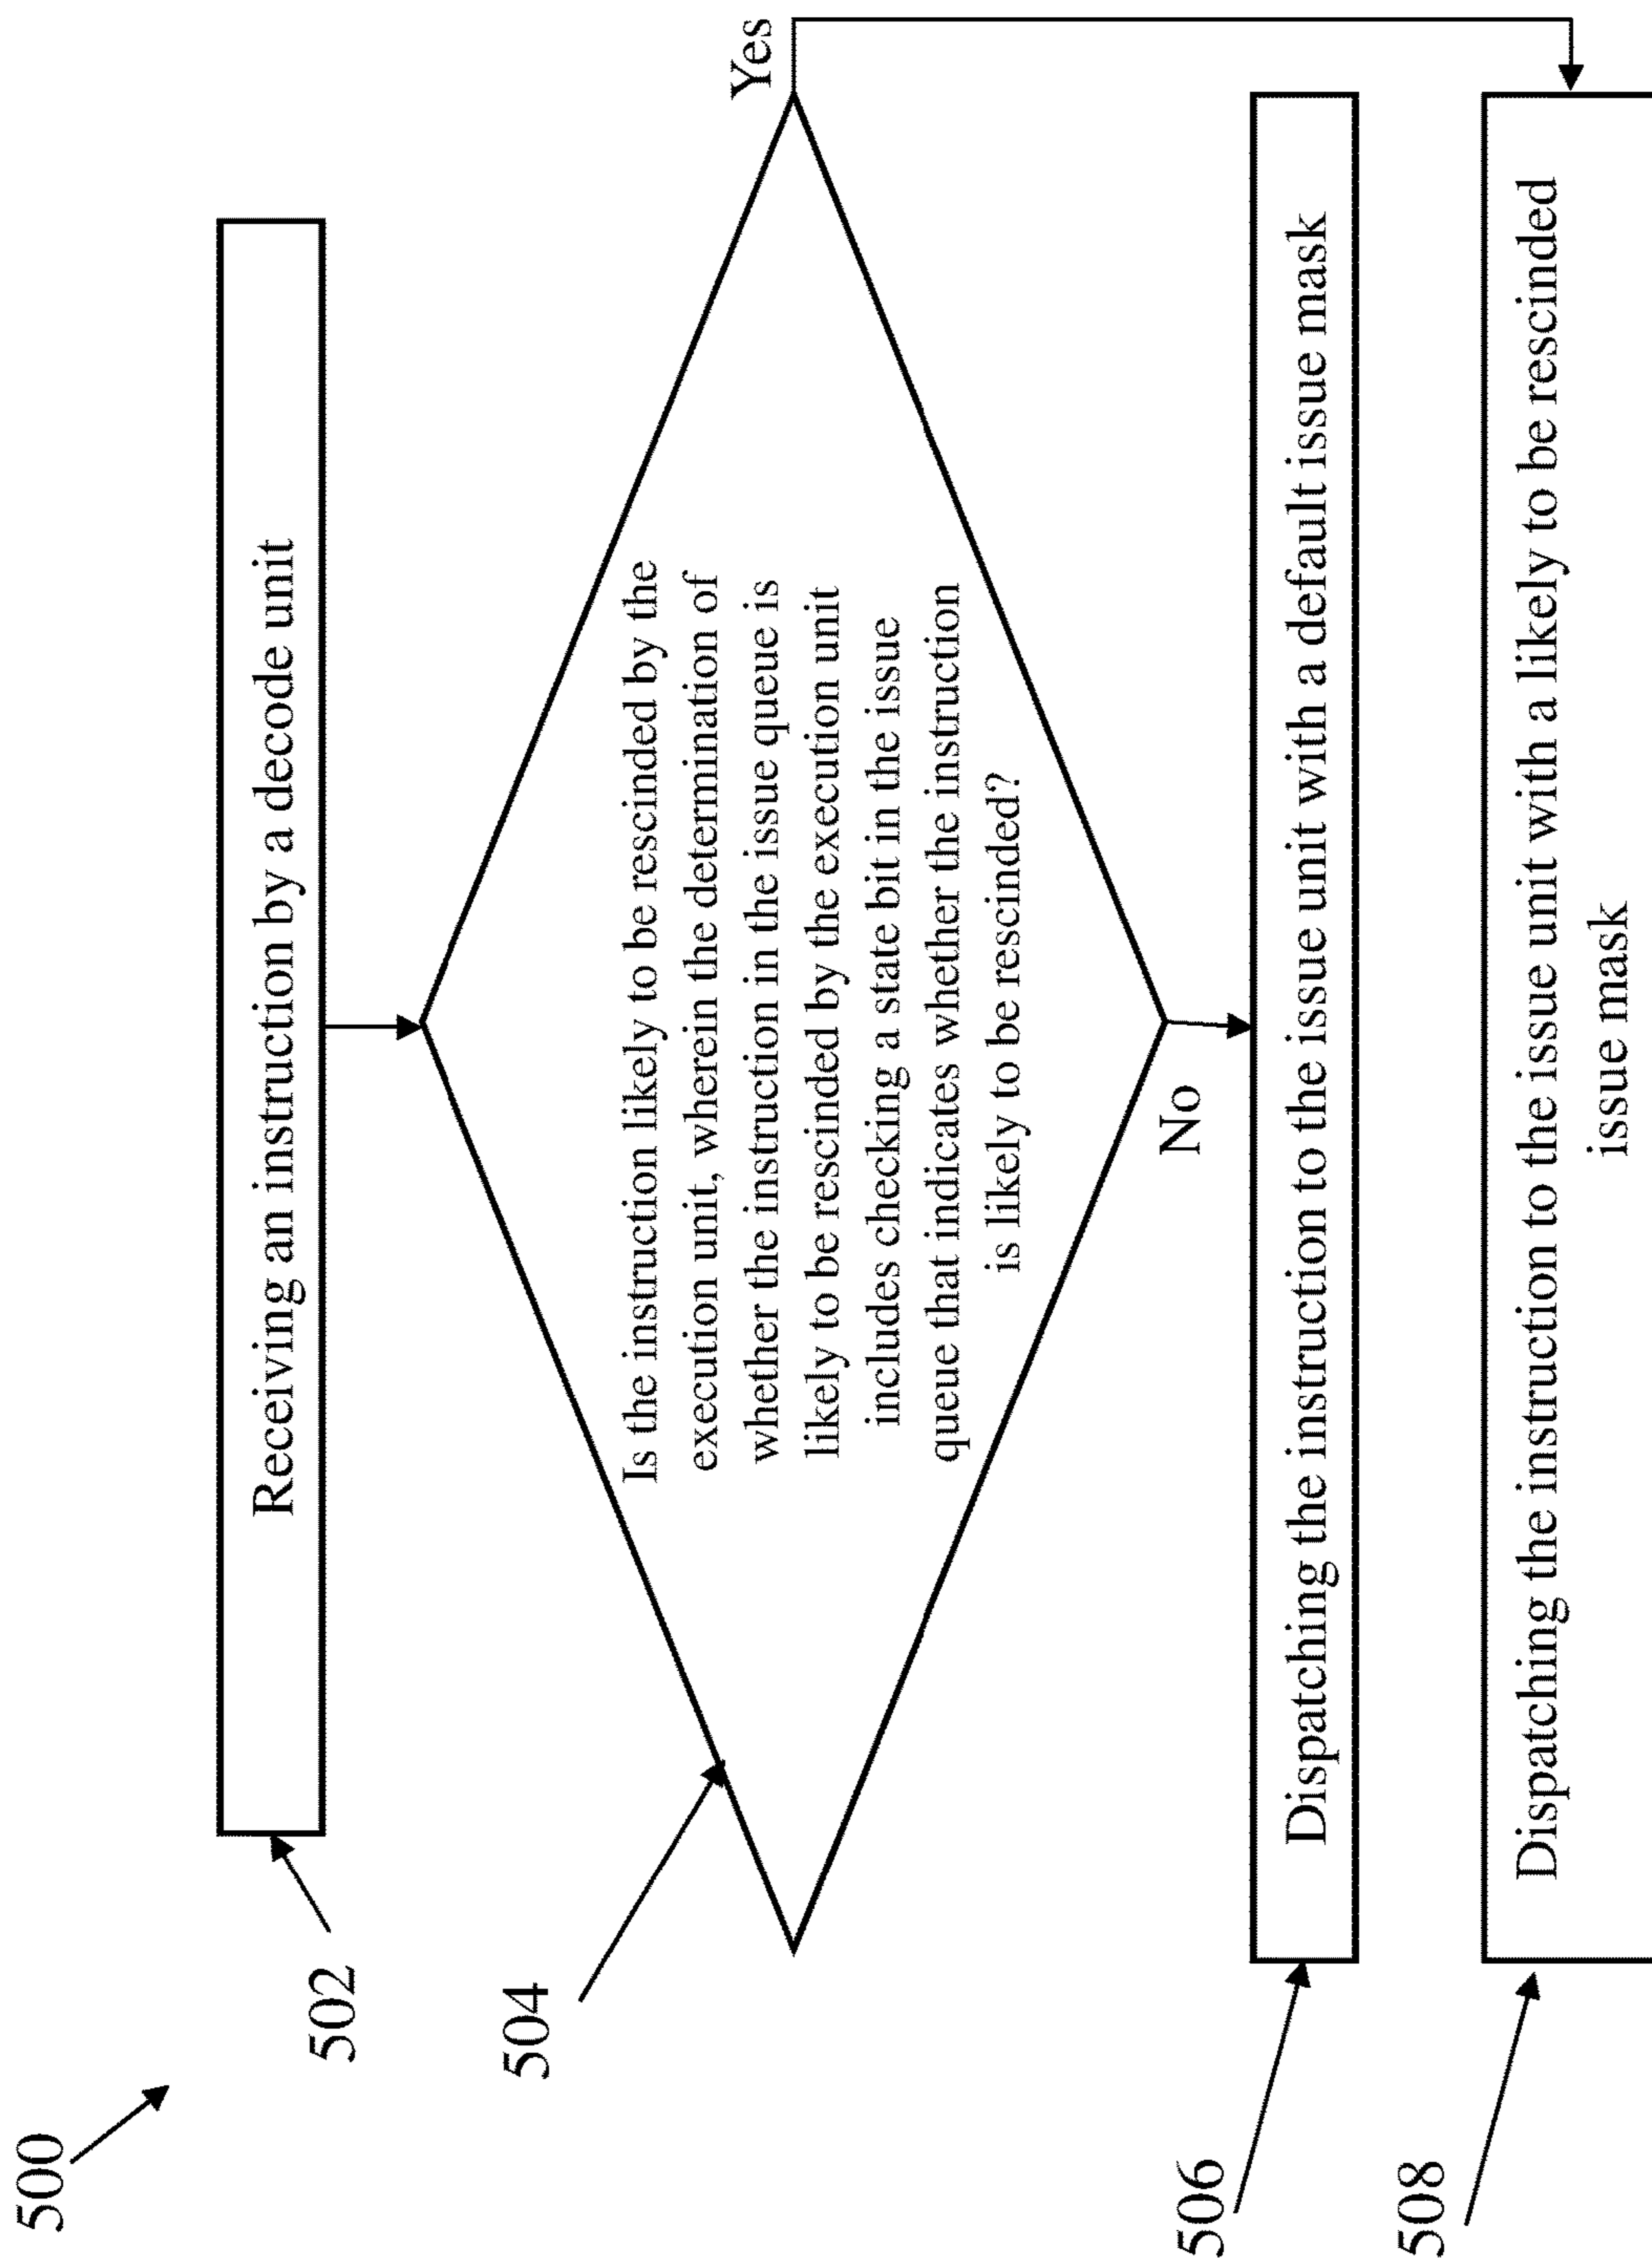 500
502
Receiving an instruction by a decode unit
504
Is the instruction likely to be rescinded by the
execution unit, wherein the determination of
whether the instruction in the issue queue is
likely to be rescinded by the execution unit
includes checking a state bit in the issue
queue that indicates whether the instruction
is likely to be rescinded?
Yes
No
506
Dispatching the instruction to the issue unit with a default issue mask
508
Dispatching the instruction to the issue unit with a likely to be rescinded
issue mask